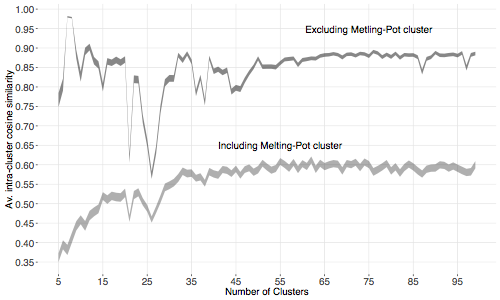 1.00
0.95
0.90
0.85
0.80
0.75
0.70
0.65
0.60
0.55
0.50
0.45
0.40
0.35
Av. intra-cluster cosine similarity
Excluding Metling-Pot cluster
Including Melting-Pot cluster
5 15 25 35 45 55 65 75 85 95
Number of Clusters